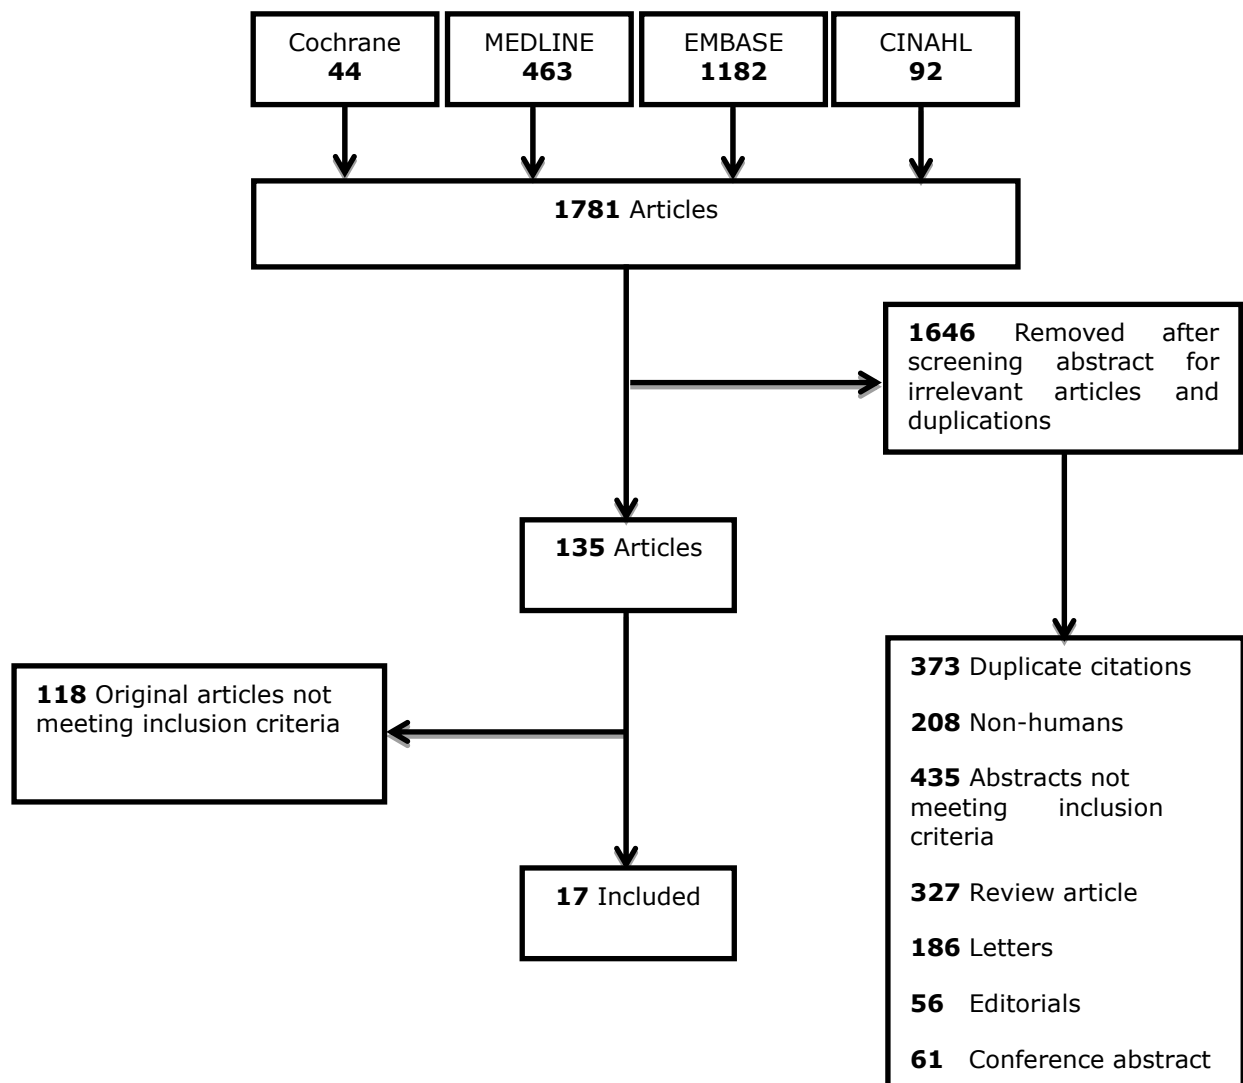 Cochrane
44
MEDLINE
463
EMBASE
1182
CINAHL
92
1781 Articles
1646 Removed after
screening abstract for
irrelevant articles and
duplications
135 Articles
118 Original articles not
meeting inclusion criteria
17 Included
373 Duplicate citations
208 Non-humans
435 Abstracts not
meeting inclusion
criteria
327 Review article
186 Letters
56 Editorials
61 Conference abstract